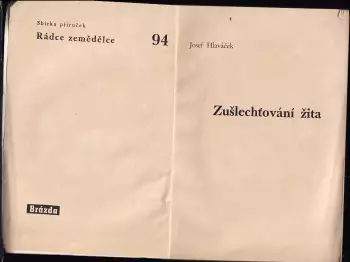 Sbírka příruček
Rádce zemědělce 94
Brázda
Josef Hlaváček
Zušlechťování žita